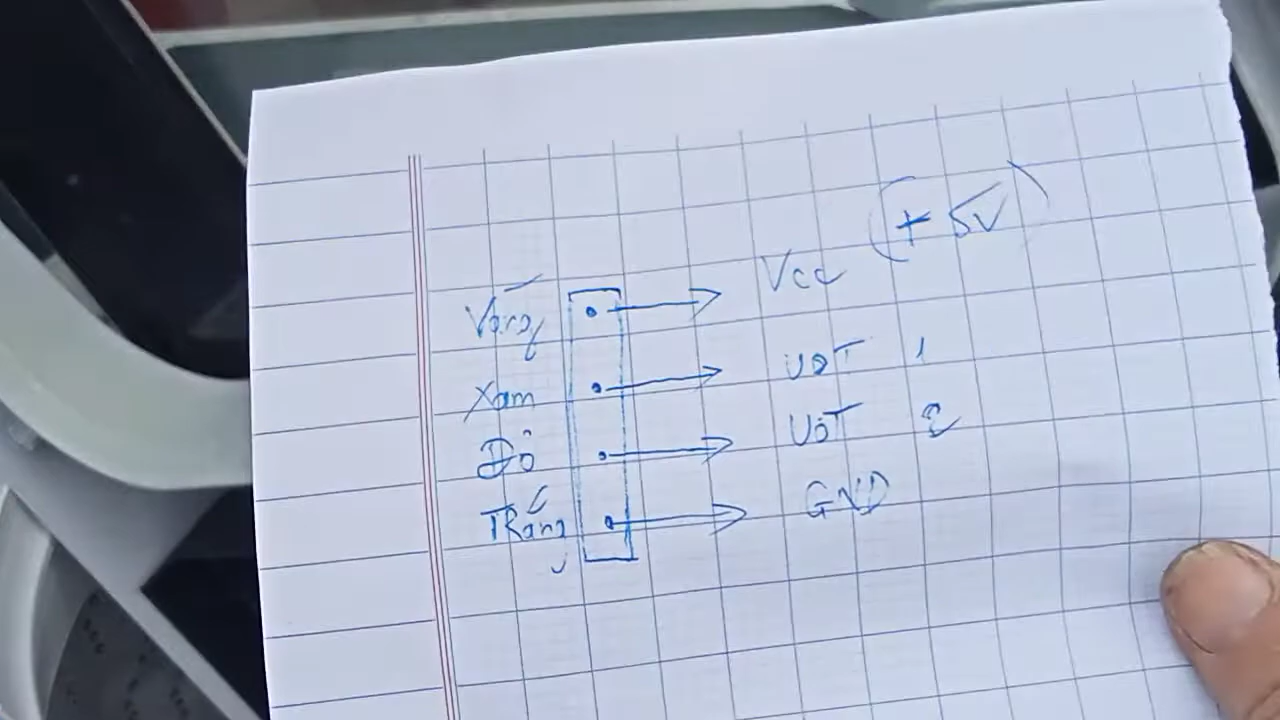 Vàng Vcc (+ 5V)
Xám UOT 1
Đỏ UOT 2
TRắng GND